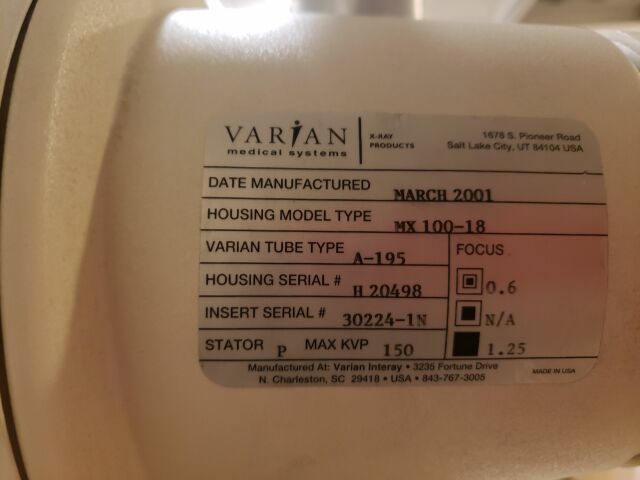 VARIAN
medical systems
X-RAY
PRODUCTS
1678 S. Pioneer Road
Salt Lake City, UT 84104 USA
DATE MANUFACTURED MARCH 2001
HOUSING MODEL TYPE MX 100-18
VARIAN TUBE TYPE A-195
HOUSING SERIAL # H 20498
INSERT SERIAL # 30224-1N
STATOR P MAX KVP 150
FOCUS
0.6
N/A
1.25
Manufactured At: Varian Interay • 3235 Fortune Drive
N. Charleston, SC 29418 • USA • 843-767-3005
MADE IN USA